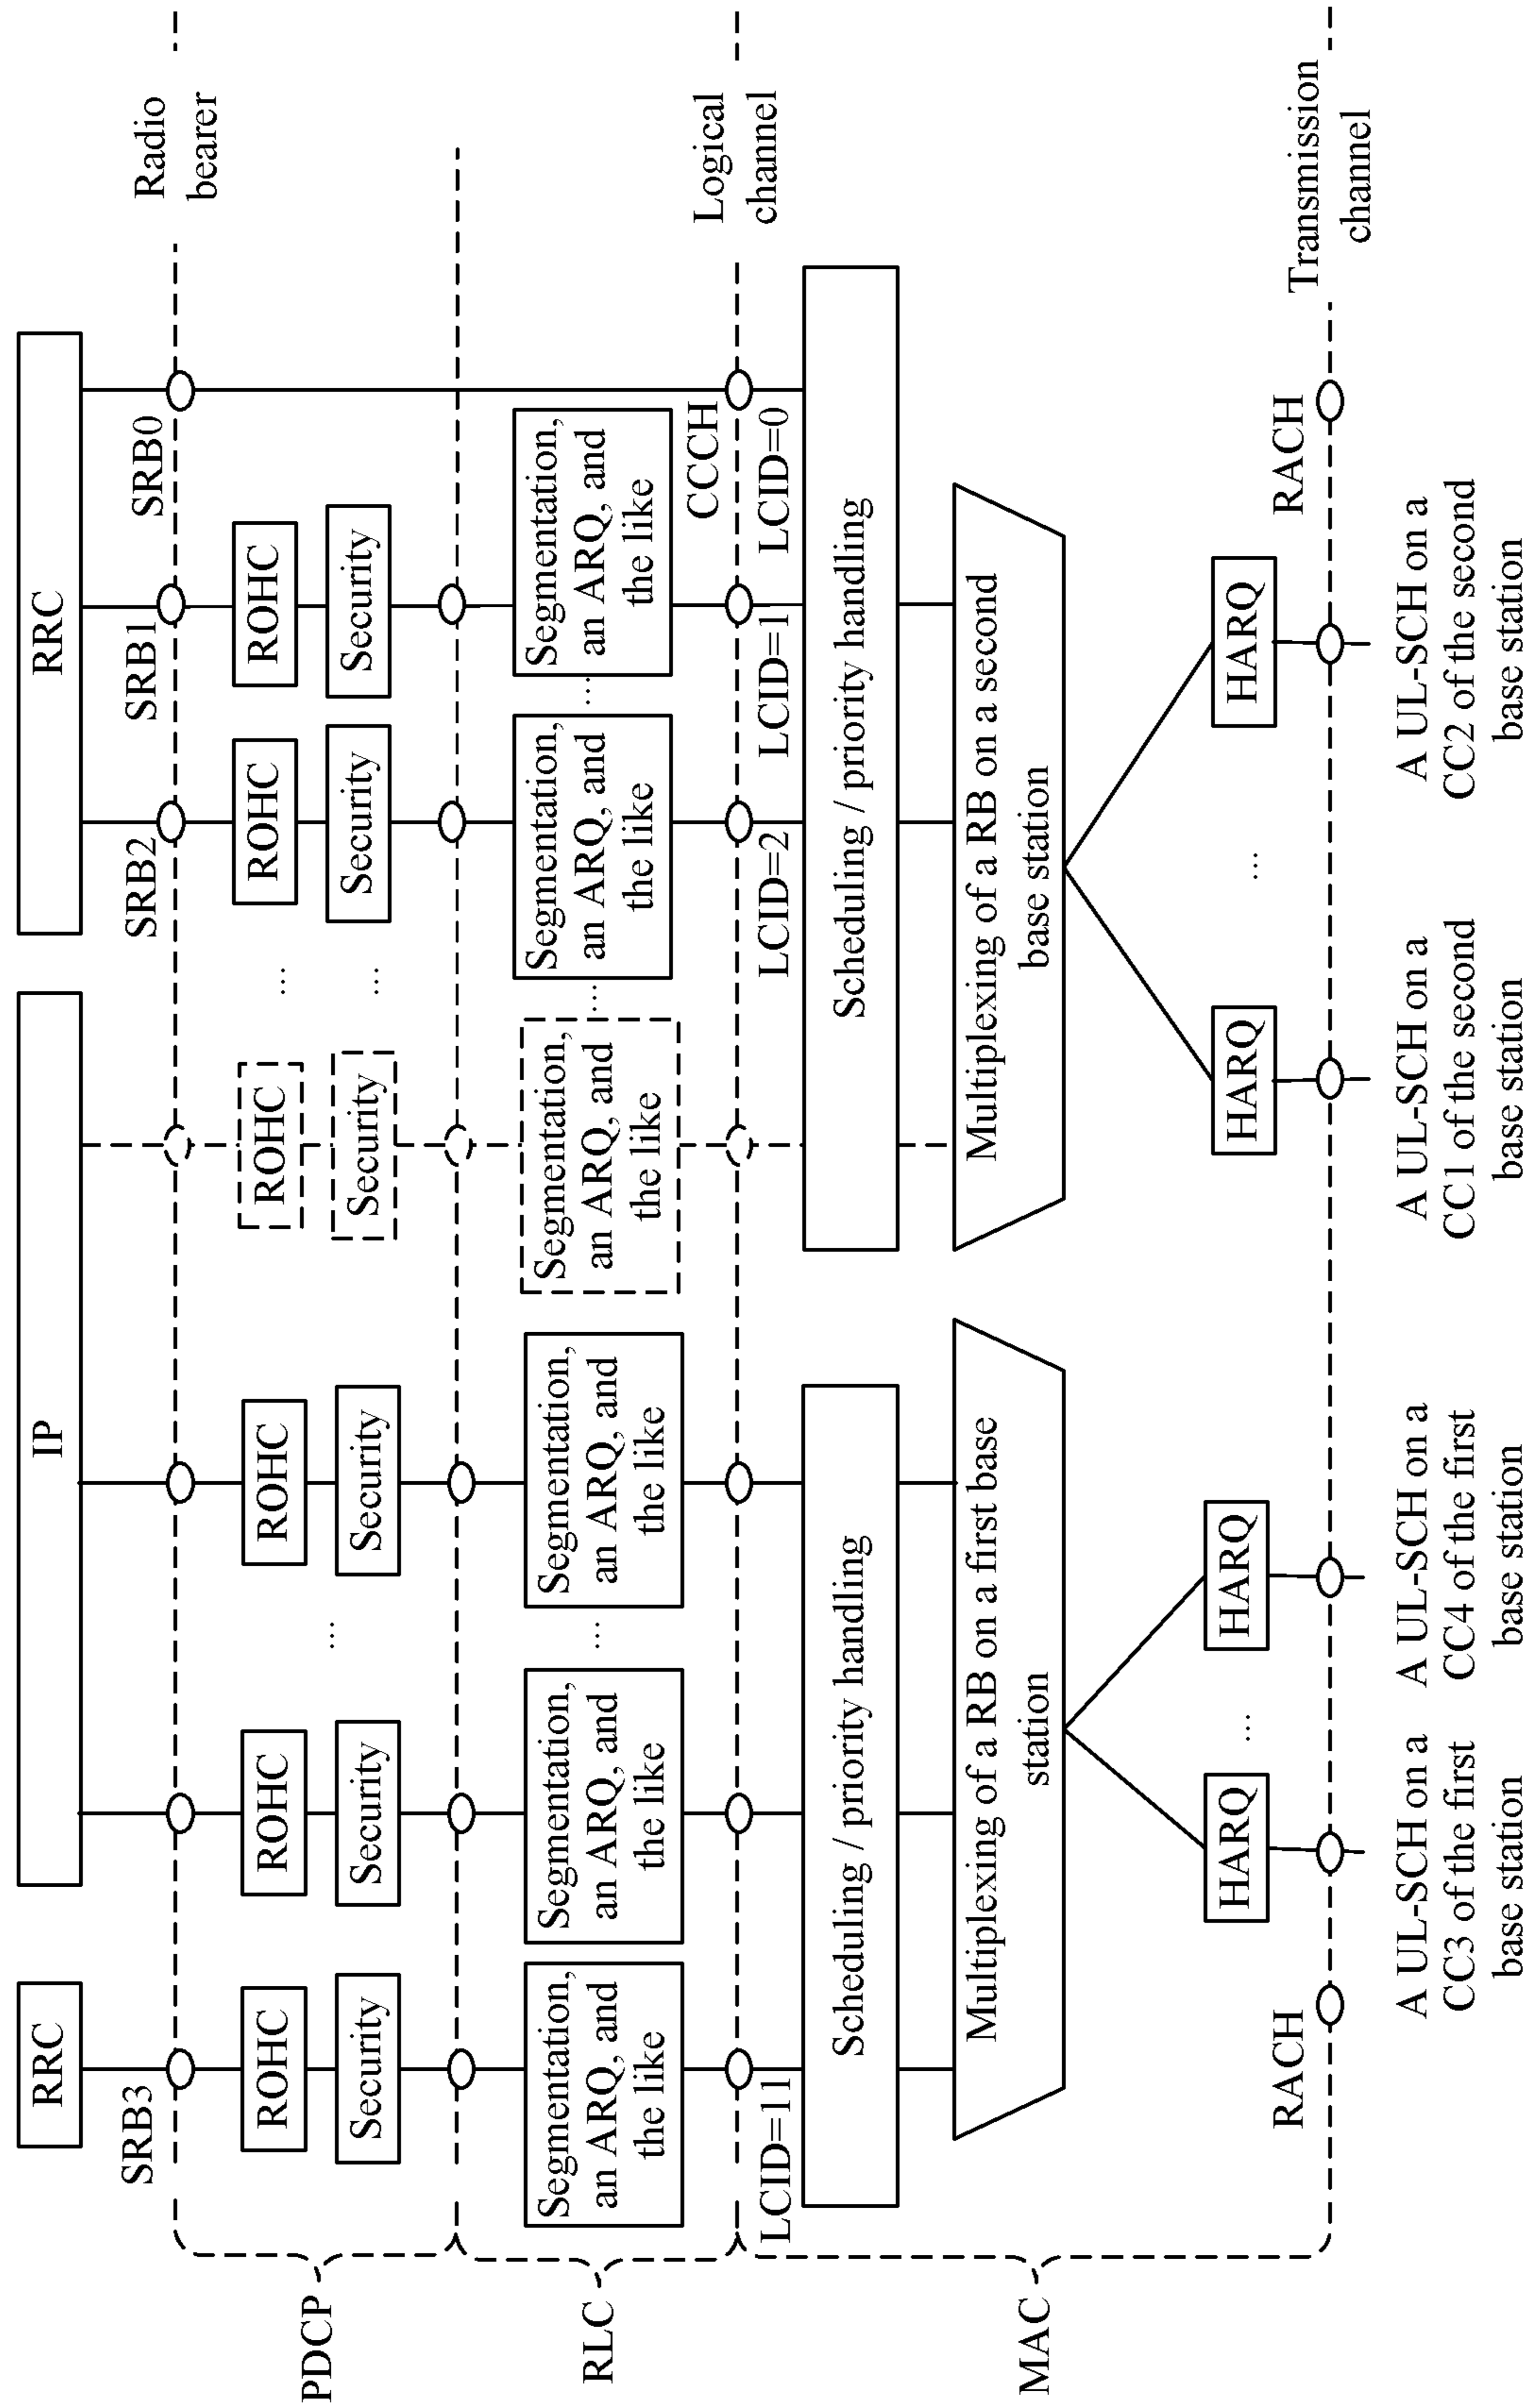 RRC
IP
RRC
SRB3
SRB2
SRB1
SRB0
Radio
bearer
PDCP
ROHC
ROHC
...
ROHC
ROHC
...
ROHC
ROHC
Security
Security
Security
Security
...
Security
Security
RLC
Segmentation,
an ARQ, and
the like
Segmentation,
an ARQ, and
the like
...
Segmentation,
an ARQ, and
the like
Segmentation,
an ARQ, and
the like
...
Segmentation,
an ARQ, and
the like
...
Segmentation,
an ARQ, and
the like
CCCH
Logical
channel
LCID=11
LCID=2
LCID=1
LCID=0
MAC
Scheduling / priority handling
Scheduling / priority handling
Multiplexing of a RB on a first base
station
Multiplexing of a RB on a second
base station
HARQ
...
HARQ
HARQ
...
HARQ
RACH
RACH
Transmission
channel
A UL-SCH on a
CC3 of the first
base station
A UL-SCH on a
CC4 of the first
base station
A UL-SCH on a
CC1 of the second
base station
A UL-SCH on a
CC2 of the second
base station